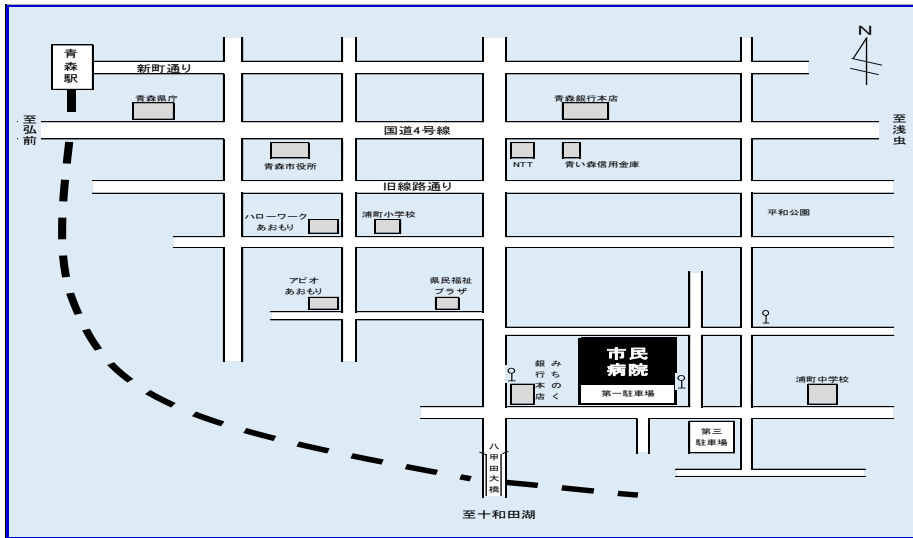 N
青森駅
新町通り
青森県庁
青森銀行本店
至弘前
国道4号線
至浅虫
青森市役所
NTT
青い森信用金庫
旧線路通り
ハローワーク
あおもり
浦町小学校
平和公園
アピオ
あおもり
県民福祉
プラザ
市民
病院
みちのく
銀行本店
第一駐車場
浦町中学校
第三
駐車場
八甲田大橋
至十和田湖